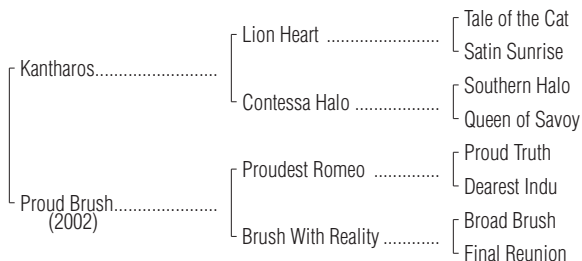 Tale of the Cat
Lion Heart ......................
Satin Sunrise
Kantharos........................
Southern Halo
Contessa Halo .................
Queen of Savoy
Proud Truth
Proudest Romeo .............
Dearest Indu
Proud Brush.....................
(2002)
Broad Brush
Brush With Reality ...........
Final Reunion